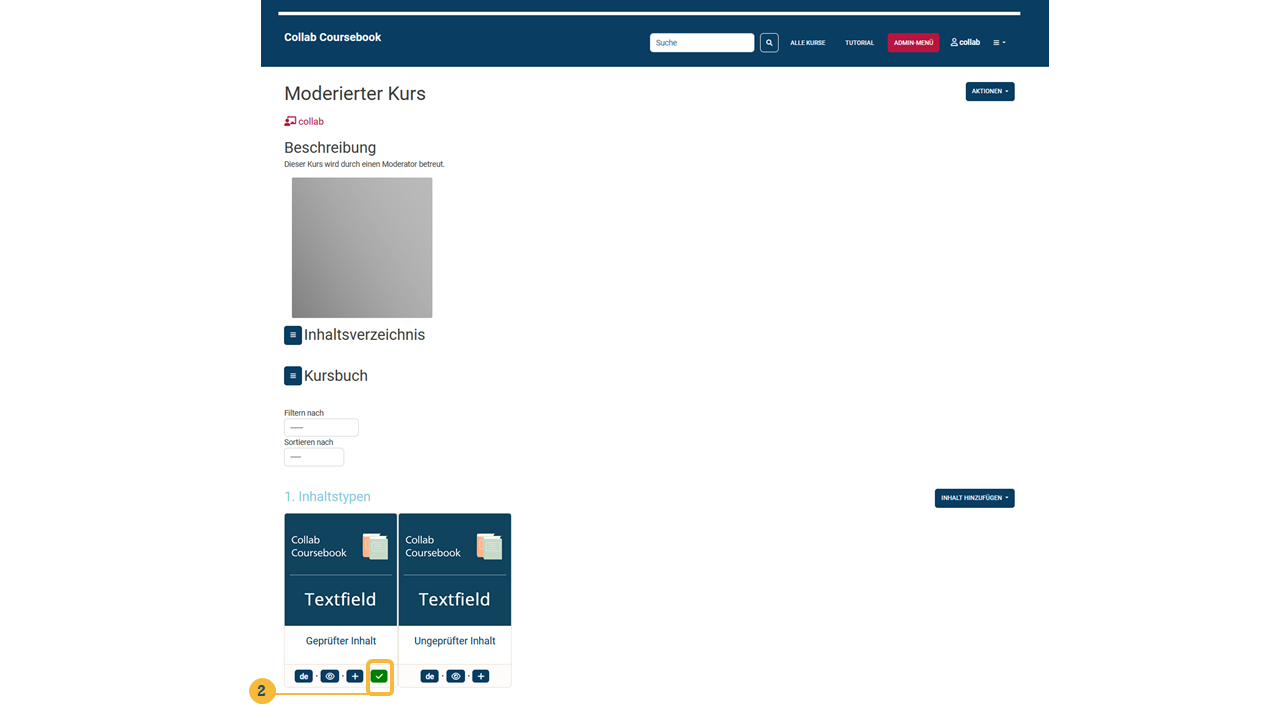 Collab Coursebook
Suche
ALLE KURSE
TUTORIAL
ADMIN-MENÜ
collab
Moderierter Kurs
AKTIONEN
collab
Beschreibung
Dieser Kurs wird durch einen Moderator betreut.
Inhaltsverzeichnis
Kursbuch
Filtern nach
Sortieren nach
1. Inhaltstypen
INHALT HINZUFÜGEN
Collab
Coursebook
Textfield
Geprüfter Inhalt
de
Collab
Coursebook
Textfield
Ungeprüfter Inhalt
de
2